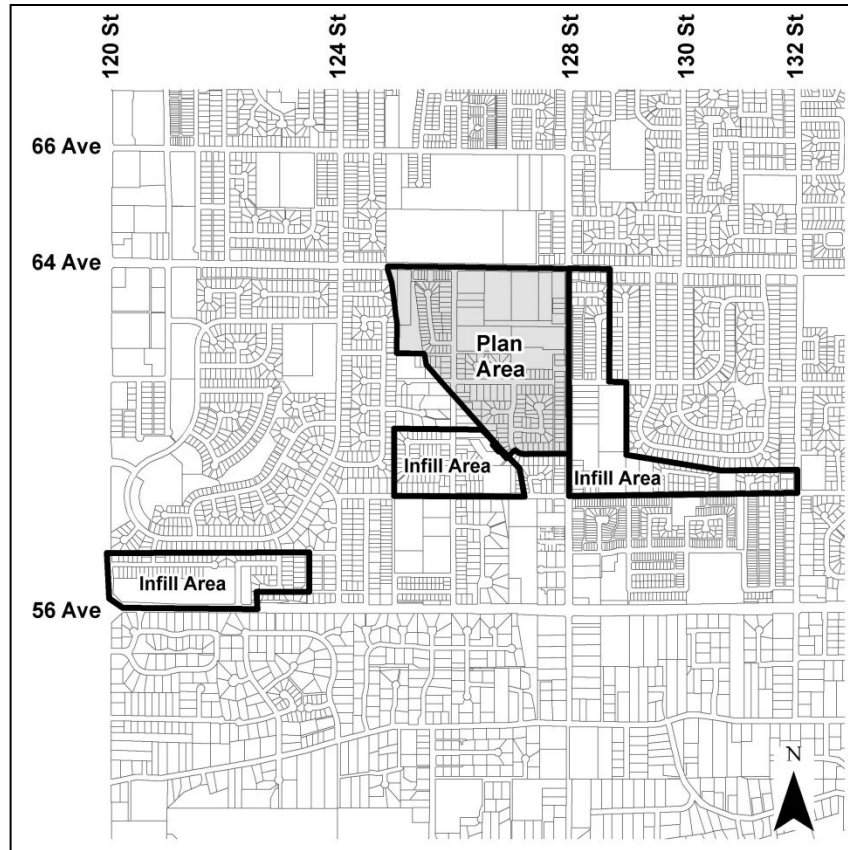 120 St
124 St
128 St
130 St
132 St
66 Ave
64 Ave
Plan
Area
Infill Area
Infill Area
Infill Area
56 Ave
N